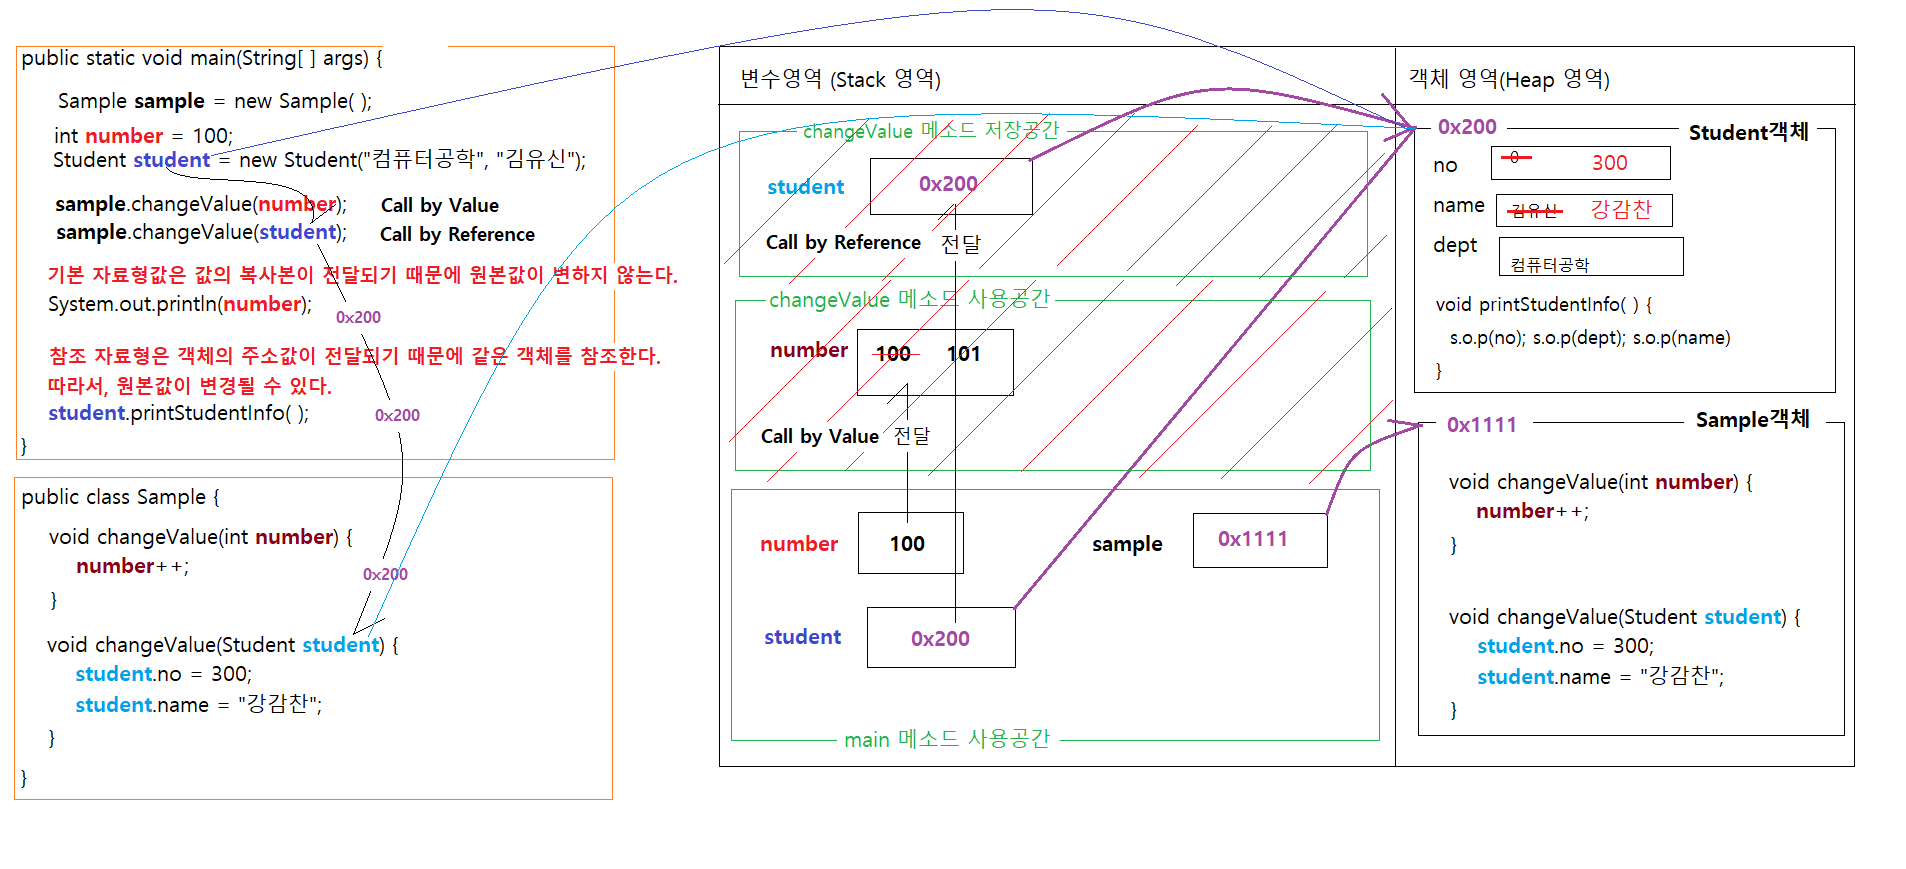 public static void main(String[ ] args) {
Sample sample = new Sample( );
int number = 100;
Student student = new Student("컴퓨터공학", "김유신");
sample.changeValue(number); Call by Value
sample.changeValue(student); Call by Reference
기본 자료형값은 값의 복사본이 전달되기 때문에 원본값이 변하지 않는다.
System.out.println(number);
0x200
참조 자료형은 객체의 주소값이 전달되기 때문에 같은 객체를 참조한다.
따라서, 원본값이 변경될 수 있다.
student.printStudentInfo( );
0x200
}
public class Sample {
void changeValue(int number) {
number++;
0x200
}
void changeValue(Student student) {
student.no = 300;
student.name = "강감찬";
}
}
변수영역 (Stack 영역)
changeValue 메소드 저장공간
student 0x200
Call by Reference 전달
changeValue 메소드 사용공간
number 100 101
Call by Value 전달
number 100
sample 0x1111
student 0x200
main 메소드 사용공간
객체 영역(Heap 영역)
0x200 Student객체
no 0 300
name 김유신 강감찬
dept 컴퓨터공학
void printStudentInfo( ) {
s.o.p(no); s.o.p(dept); s.o.p(name)
}
0x1111 Sample객체
void changeValue(int number) {
number++;
}
void changeValue(Student student) {
student.no = 300;
student.name = "강감찬";
}